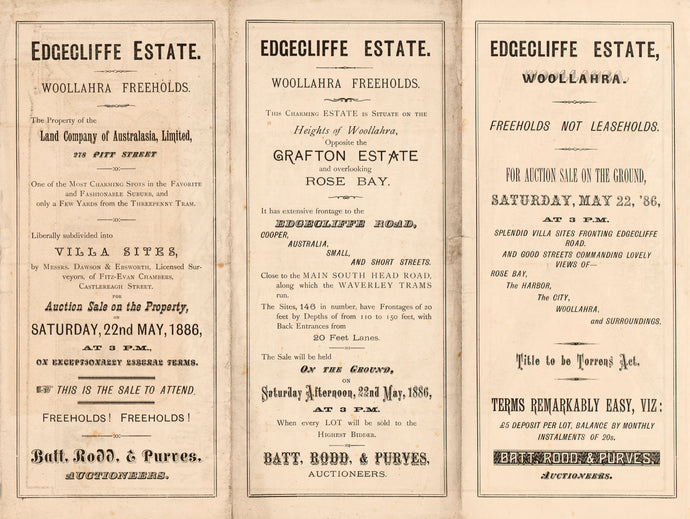 EDGECLIFFE ESTATE.
WOOLLAHRA FREEHOLDS.
The Property of the
Land Company of Australasia, Limited,
278 PITT STREET
One of the MOST CHARMING SPOTS in the FAVORITE
and FASHIONABLE SUBURB, and
only a FEW YARDS from the THREEPENNY TRAM.
Liberally subdivided into
VILLA SITES,
by MESSRS. DAWSON & EBSWORTH, Licensed Sur-
veyors, of FITZ-EVAN CHAMBERS,
CASTLEREAGH STREET.
FOR
Auction Sale on the Property,
ON
SATURDAY, 22nd MAY, 1886,
AT 3 P.M.,
ON EXCEPTIONALLY LIBERAL TERMS.
☞ THIS IS THE SALE TO ATTEND.
FREEHOLDS! FREEHOLDS!
Batt, Rodd, & Purves,
AUCTIONEERS.
EDGECLIFFE ESTATE.
WOOLLAHRA FREEHOLDS.
THIS CHARMING ESTATE IS SITUATE ON THE
Heights of Woollahra,
Opposite the
GRAFTON ESTATE
and overlooking
ROSE BAY.
It has extensive frontage to the
EDGECLIFFE ROAD,
COOPER,
AUSTRALIA,
SMALL,
AND SHORT STREETS.
Close to the MAIN SOUTH HEAD ROAD,
along which the WAVERLEY TRAMS
run.
The Sites, 146 in number, have Frontages of 20
feet by Depths of from 110 to 150 feet, with
Back Entrances from
20 Feet Lanes.
The Sale will be held
ON THE GROUND,
ON
Saturday Afternoon, 22nd May, 1886,
AT 3 P.M.
When every LOT will be sold to the
HIGHEST BIDDER.
BATT, RODD, & PURVES,
AUCTIONEERS.
EDGECLIFFE ESTATE,
WOOLLAHRA.
FREEHOLDS NOT LEASEHOLDS.
FOR AUCTION SALE ON THE GROUND,
SATURDAY, MAY 22, '86,
AT 3 P.M.
SPLENDID VILLA SITES FRONTING EDGECLIFFE
ROAD.
AND GOOD STREETS COMMANDING LOVELY
VIEWS OF—
ROSE BAY,
The HARBOR,
The CITY,
WOOLLAHRA,
and SURROUNDINGS.
Title to be Torrens Act.
TERMS REMARKABLY EASY, VIZ:
£5 DEPOSIT PER LOT, BALANCE BY MONTHLY
INSTALMENTS OF 20s.
BATT, RODD, & PURVES,
AUCTIONEERS.